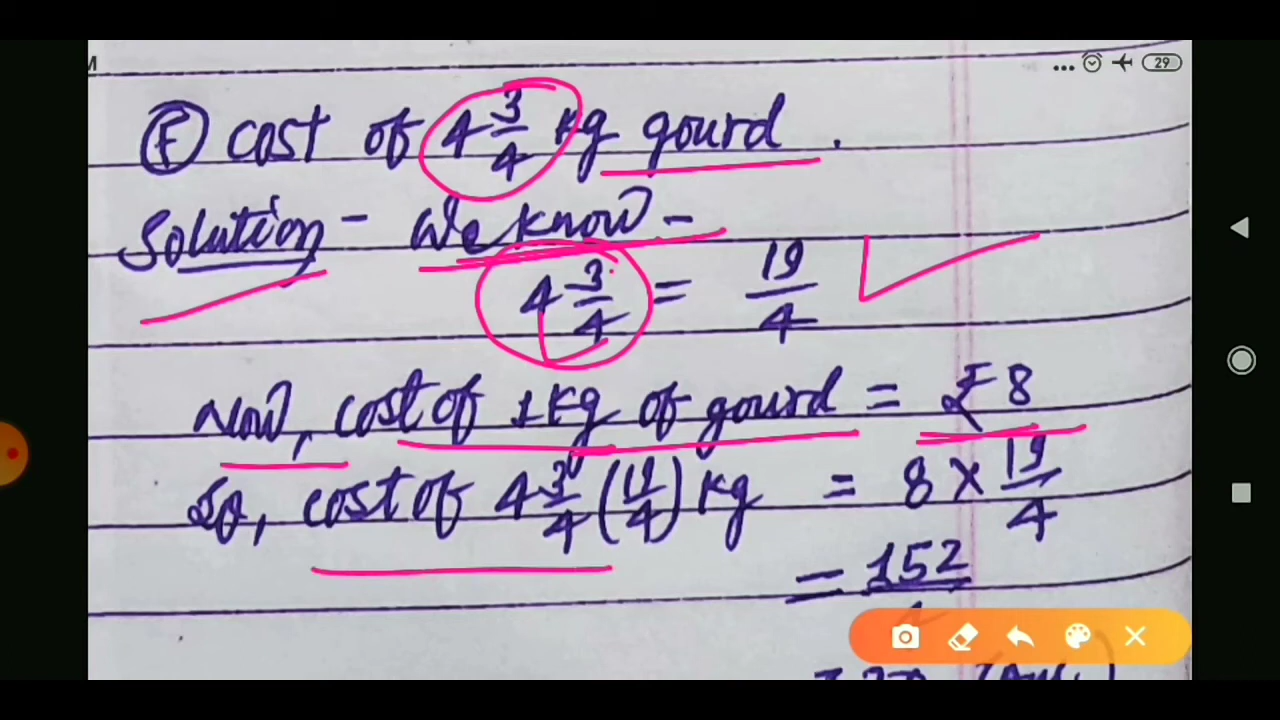 M
... 29
(F) cost of 4 3/4 kg gourd.
Solution - We know -
4 3/4 = 19/4
Now, cost of 1 kg of gourd = ₹8
So, cost of 4 3/4 (19/4) kg = 8 × 19/4
= 152